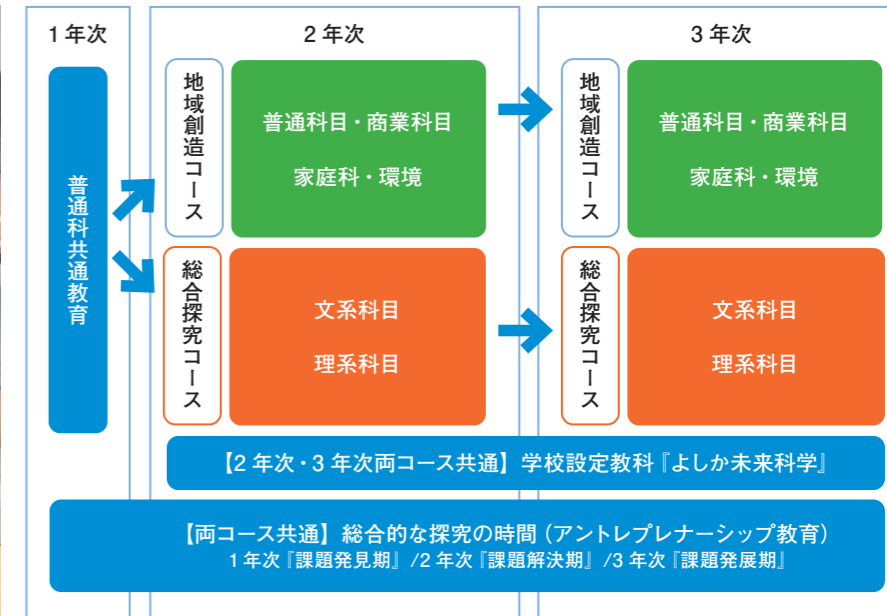 1年次
2年次
3年次
普通科共通教育
地域創造コース
普通科目・商業科目
家庭科・環境
地域創造コース
普通科目・商業科目
家庭科・環境
総合探究コース
文系科目
理系科目
総合探究コース
文系科目
理系科目
【2年次・3年次両コース共通】学校設定教科『よしか未来科学』
【両コース共通】総合的な探究の時間(アントレプレナーシップ教育)
1年次『課題発見期』/2年次『課題解決期』/3年次『課題発展期』